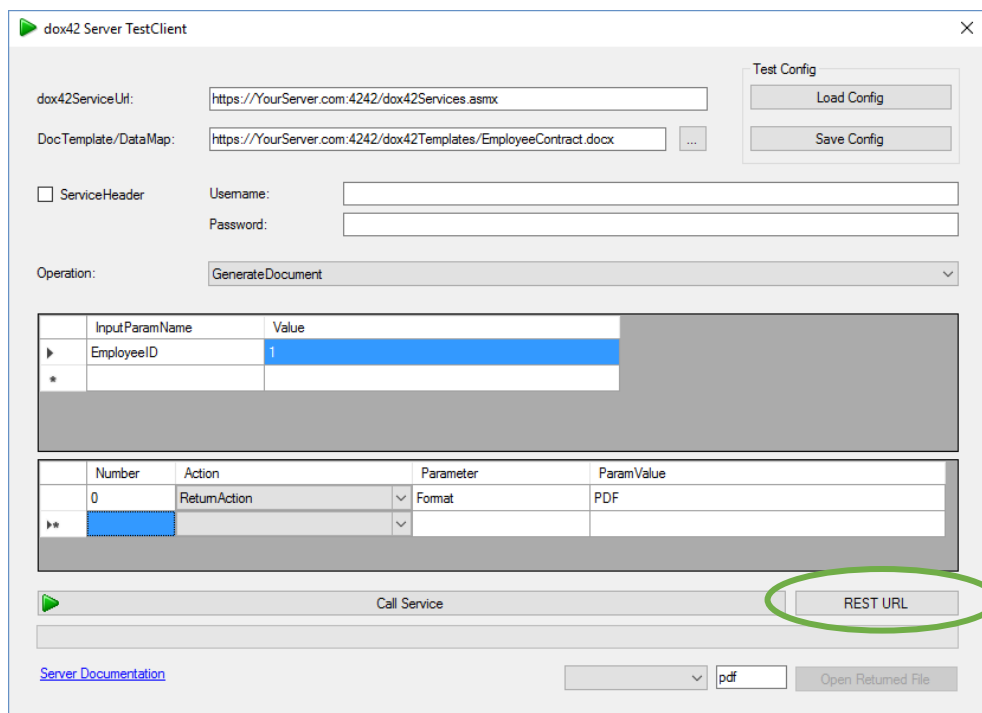 dox42 Server TestClient
Test Config
dox42ServiceUrl: https://YourServer.com:4242/dox42Services.asmx Load Config
DocTemplate/DataMap: https://YourServer.com:4242/dox42Templates/EmployeeContract.docx ... Save Config
ServiceHeader Username:
Password:
Operation: GenerateDocument
InputParamName Value
EmployeeID 1
Number Action Parameter ParamValue
0 ReturnAction Format PDF
Call Service REST URL
Server Documentation pdf Open Returned File